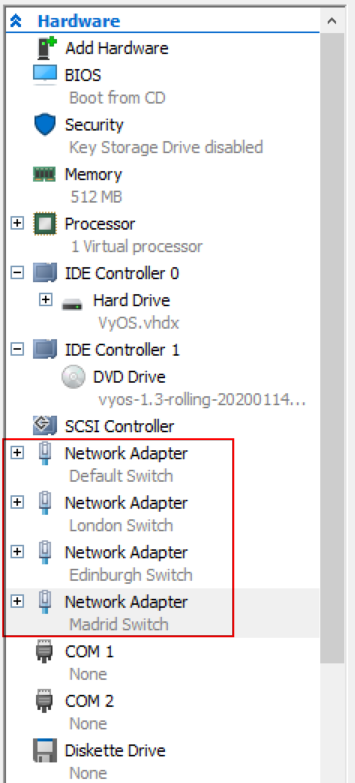 Hardware
Add Hardware
BIOS
Boot from CD
Security
Key Storage Drive disabled
Memory
512 MB
Processor
1 Virtual processor
IDE Controller 0
Hard Drive
VyOS.vhdx
IDE Controller 1
DVD Drive
vyos-1.3-rolling-20200114...
SCSI Controller
Network Adapter
Default Switch
Network Adapter
London Switch
Network Adapter
Edinburgh Switch
Network Adapter
Madrid Switch
COM 1
None
COM 2
None
Diskette Drive
None